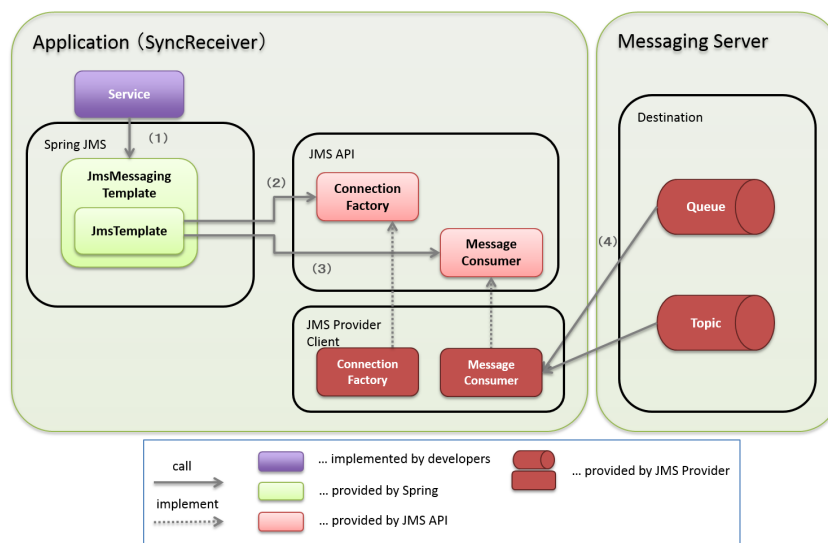 Application（SyncReceiver）
Messaging Server
Service
(1)
Spring JMS
JmsMessaging
Template
JmsTemplate
(2)
(3)
JMS API
Connection
Factory
Message
Consumer
JMS Provider
Client
Connection
Factory
Message
Consumer
Destination
Queue
(4)
Topic
call
implement
... implemented by developers
... provided by Spring
... provided by JMS API
... provided by JMS Provider